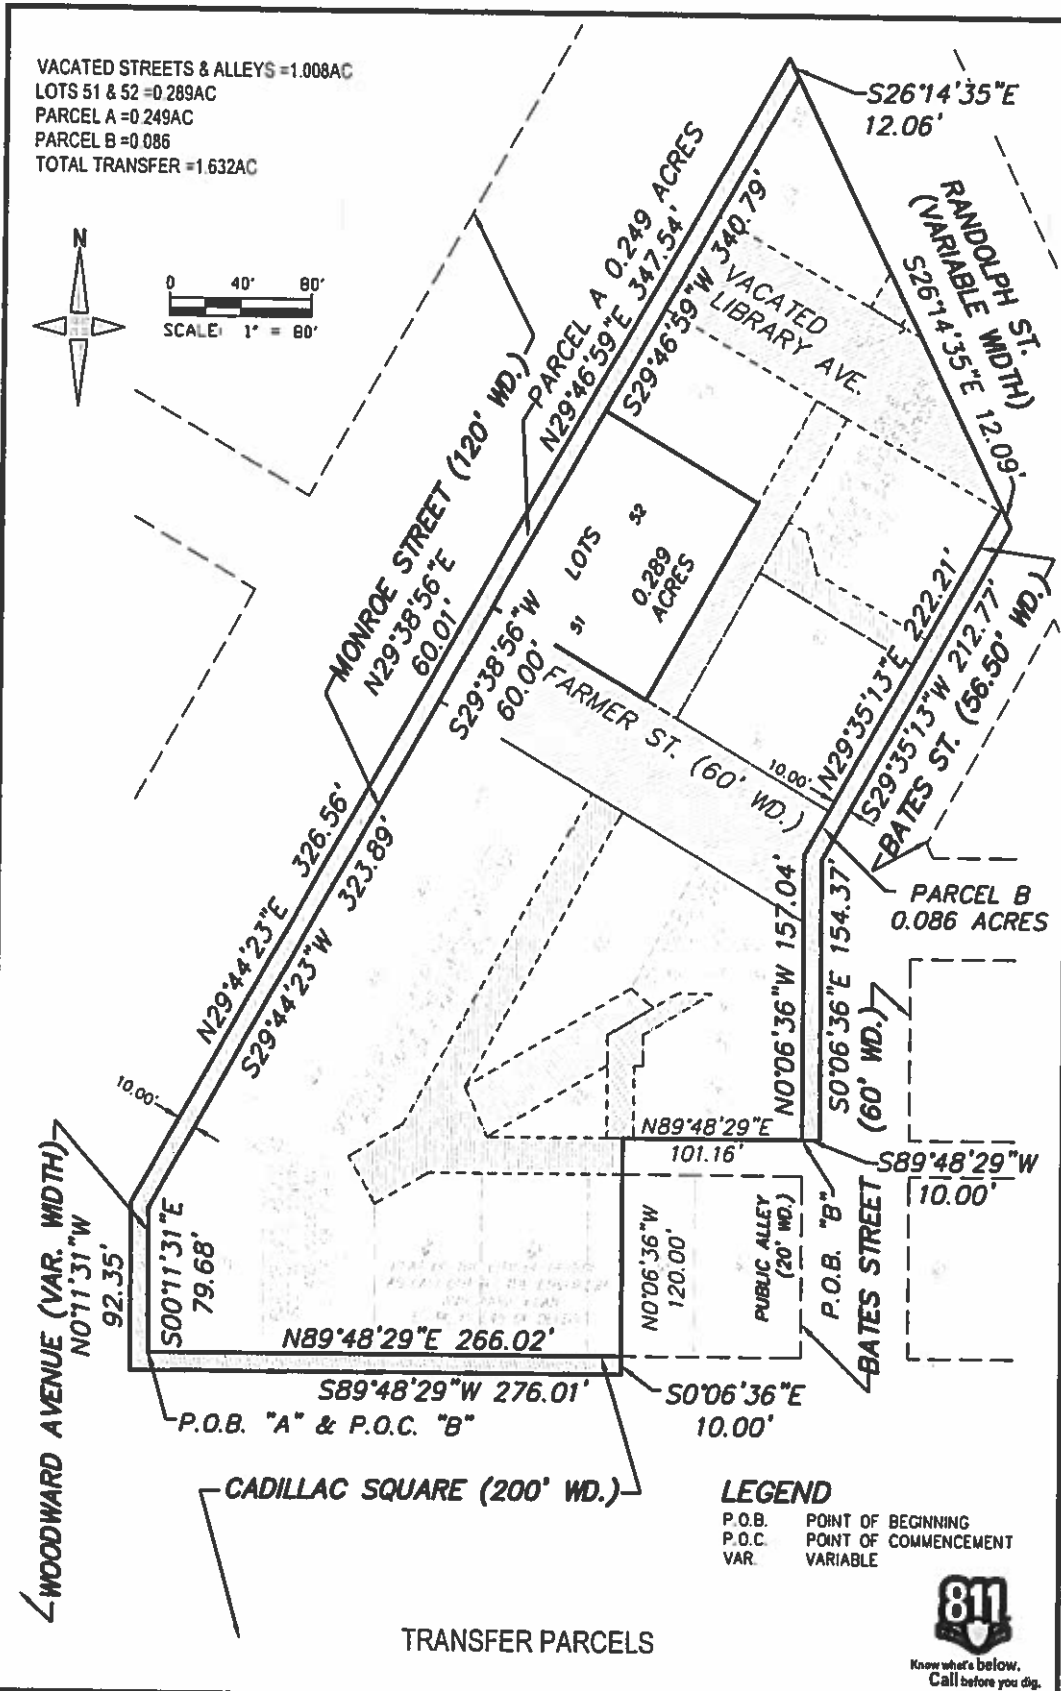 VACATED STREETS & ALLEYS =1.008AC
LOTS 51 & 52 =0.289AC
PARCEL A =0.249AC
PARCEL B =0.086
TOTAL TRANSFER =1.632AC
N
0 40' 80'
SCALE: 1" = 80'
S26°14'35"E
12.06'
RANDOLPH ST.
(VARIABLE WIDTH)
S26°14'35"E 12.09'
PARCEL A 0.249 ACRES
N29°46'59"E 347.54'
S29°46'59"W 340.79'
VACATED
LIBRARY AVE.
MONROE STREET (120' WD.)
N29°38'56"E
60.01'
S29°38'56"W
60.00'
LOTS
51
52
0.289
ACRES
FARMER ST. (60' WD.)
10.00'
N29°35'13"E 222.21'
S29°35'13"W 212.77'
BATES ST. (56.50' WD.)
PARCEL B
0.086 ACRES
N29°44'23"E 326.56'
S29°44'23"W 323.89'
10.00'
N0°06'36"W 157.04'
S0°06'36"E 154.37'
BATES STREET (60' WD.)
N89°48'29"E
101.16'
S89°48'29"W
10.00'
P.O.B. "B"
PUBLIC ALLEY
(20' WD.)
N0°06'36"W
120.00'
WOODWARD AVENUE (VAR. WIDTH)
N0°11'31"W
92.35'
S00°11'31"E
79.68'
N89°48'29"E 266.02'
S89°48'29"W 276.01'
S0°06'36"E
10.00'
P.O.B. "A" & P.O.C. "B"
CADILLAC SQUARE (200' WD.)
LEGEND
P.O.B. POINT OF BEGINNING
P.O.C. POINT OF COMMENCEMENT
VAR. VARIABLE
TRANSFER PARCELS
811
Know what's below.
Call before you dig.